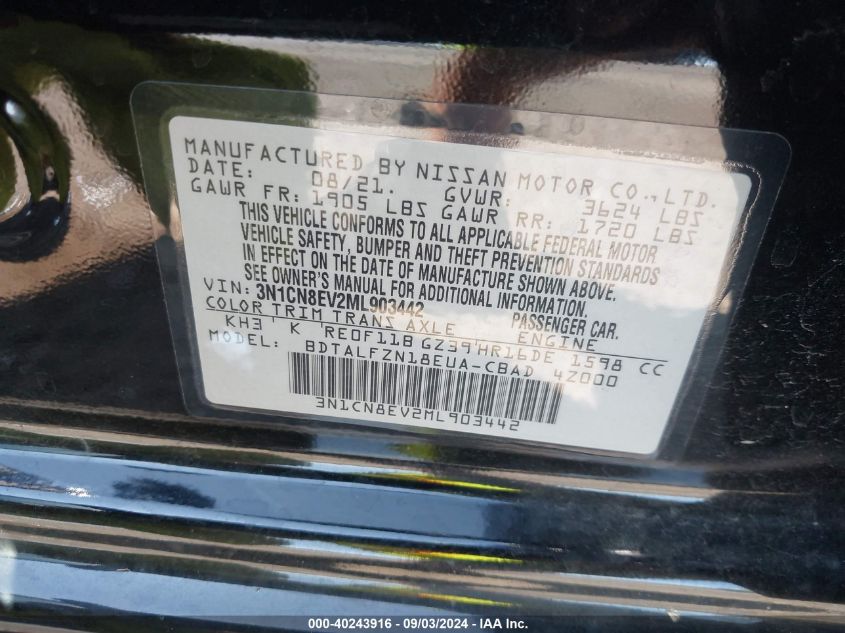 MANUFACTURED BY NISSAN MOTOR CO., LTD.
DATE: 08/21. GVWR: 3624 LBS
GAWR FR: 1905 LBS GAWR RR: 1720 LBS
THIS VEHICLE CONFORMS TO ALL APPLICABLE FEDERAL MOTOR
VEHICLE SAFETY, BUMPER AND THEFT PREVENTION STANDARDS
IN EFFECT ON THE DATE OF MANUFACTURE SHOWN ABOVE.
SEE OWNER'S MANUAL FOR ADDITIONAL INFORMATION.
VIN: 3N1CN8EV2ML903442 PASSENGER CAR.
COLOR TRIM TRANS AXLE ENGINE
KH3 ' K 'RE0F11B GZ39'HR16DE 1598 CC
MODEL: BDTALFZN18EUA-CBAD 4Z000
3N1CN8EV2ML903442
000-40243916 - 09/03/2024 - IAA Inc.